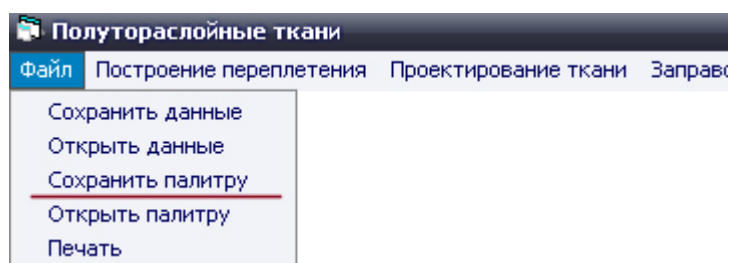 Полутораслойные ткани
Файл Построение переплетения Проектирование ткани
Сохранить данные
Открыть данные
Сохранить палитру
Открыть палитру
Печать